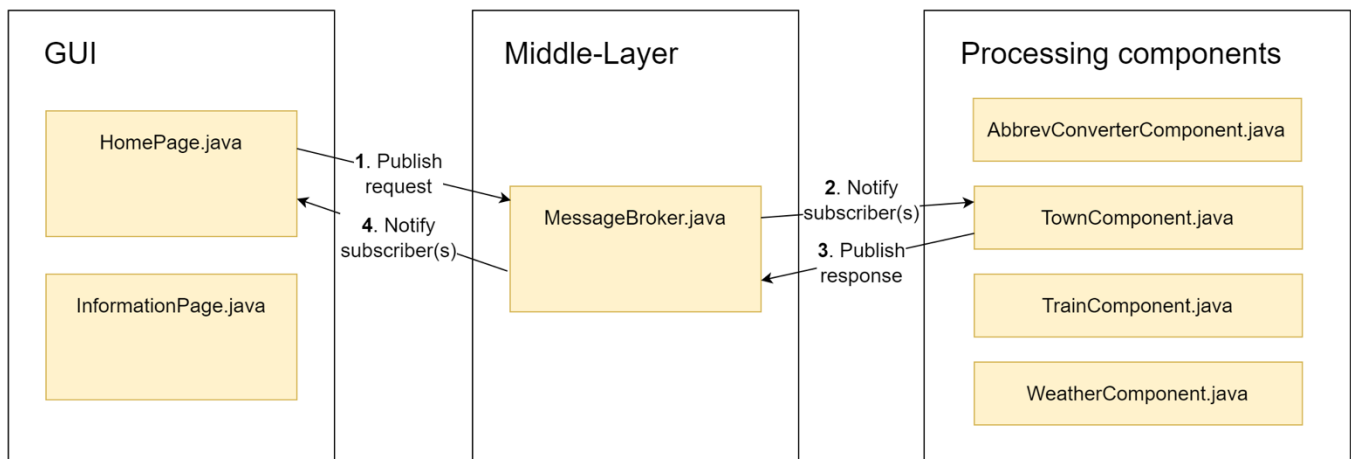 GUI
HomePage.java
InformationPage.java
1. Publish
request
4. Notify
subscriber(s)
Middle-Layer
MessageBroker.java
2. Notify
subscriber(s)
3. Publish
response
Processing components
AbbrevConverterComponent.java
TownComponent.java
TrainComponent.java
WeatherComponent.java